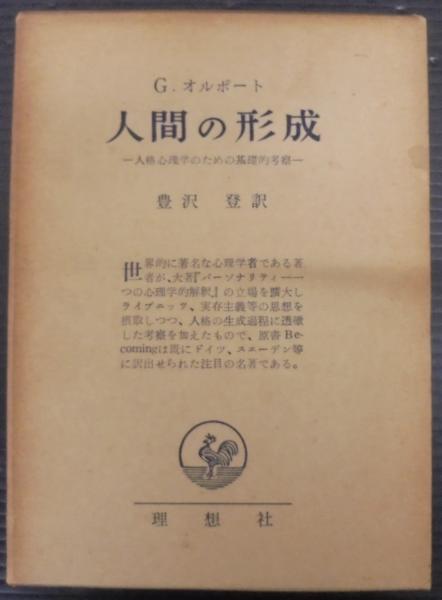 G. オルポート
人間の形成
―人格心理学のための基礎的考察―
豊沢 登訳
世界的に著名な心理学者である著
者が、大著『パーソナリティ――
つの心理学的解釈』の立場を擴大し
ライプニッツ、実存主義等の思想を
摂取しつつ、人格の生成過程に透徹
した考察を加えたもので、原書 Be-
comingは既にドイツ、スエーデン等
に訳出せられた注目の名著である。
理想社